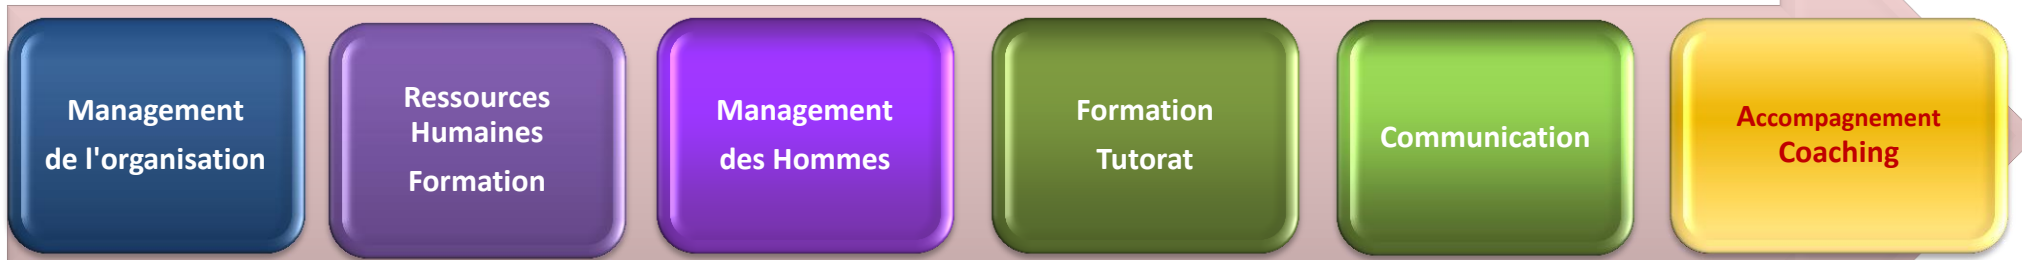 Management
de l'organisation
Ressources
Humaines
Formation
Management
des Hommes
Formation
Tutorat
Communication
Accompagnement
Coaching